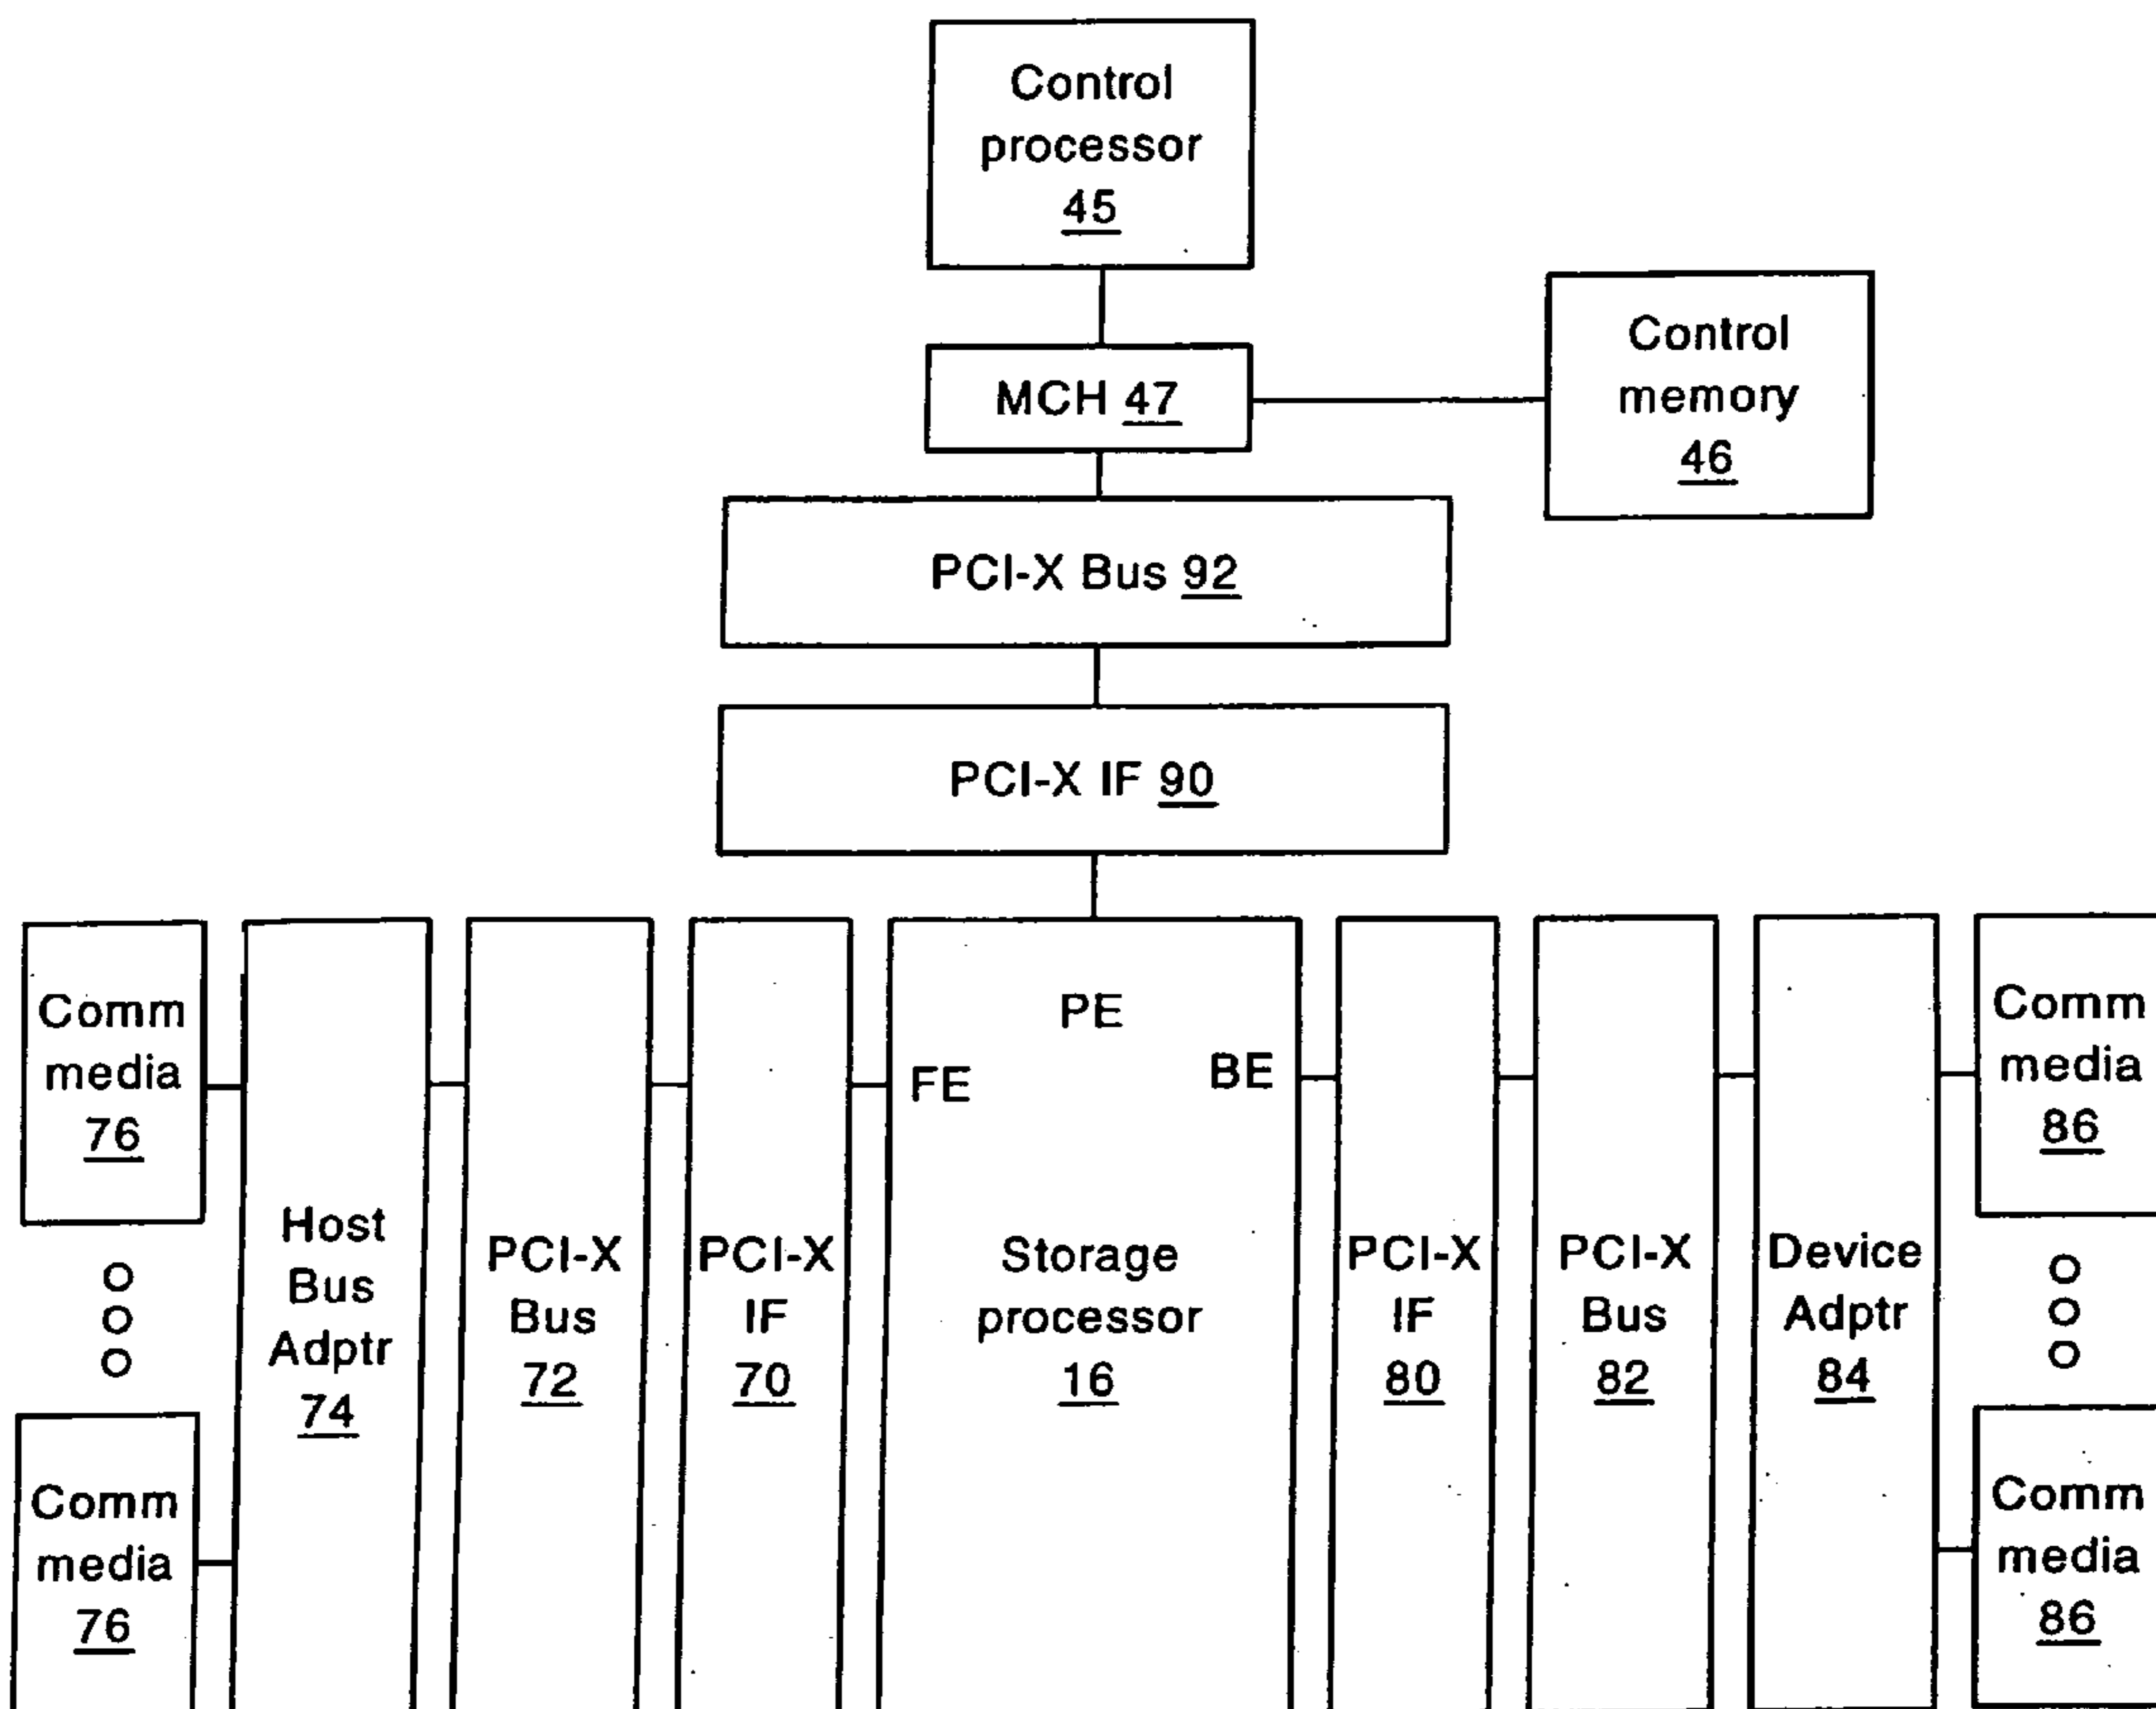 Control
processor
45
MCH 47
Control
memory
46
PCI-X Bus 92
PCI-X IF 90
Comm
media
76
Comm
media
76
Host
Bus
Adptr
74
PCI-X
Bus
72
PCI-X
IF
70
PE
FE
BE
Storage
processor
16
PCI-X
IF
80
PCI-X
Bus
82
Device
Adptr
84
Comm
media
86
Comm
media
86